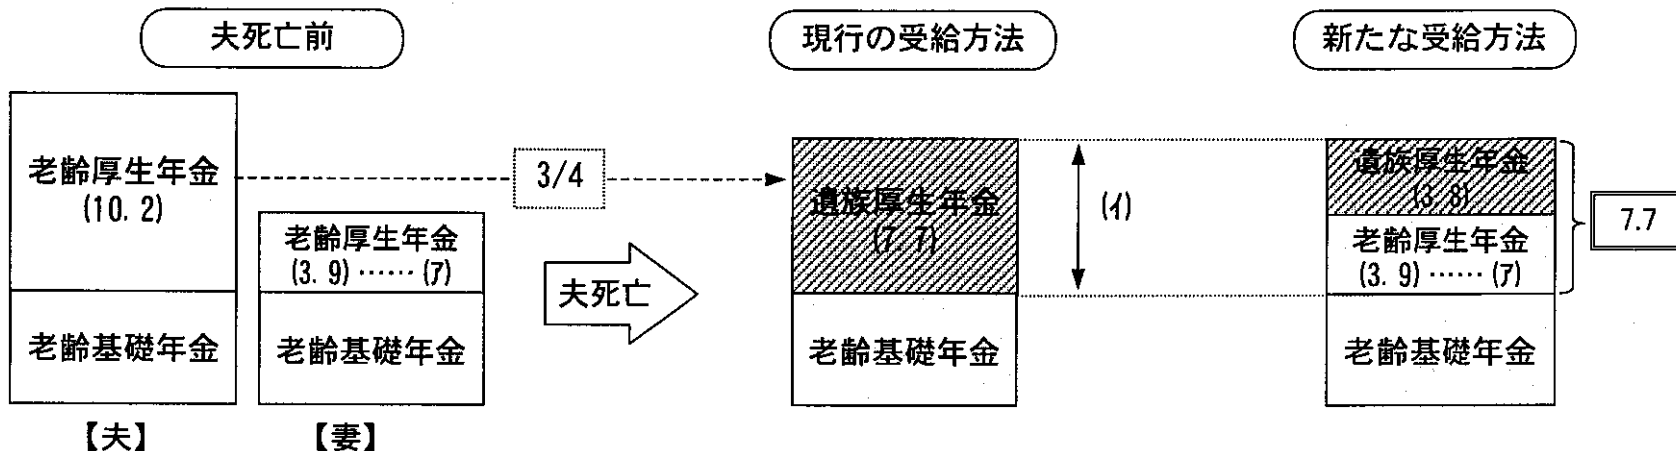 夫死亡前
現行の受給方法
新たな受給方法
老齢厚生年金
(10.2)
3/4
老齢厚生年金
(3.9)……(ア)
夫死亡
遺族厚生年金
(7.7)
(イ)
遺族厚生年金
(3.8)
老齢厚生年金
(3.9)……(ア)
7.7
老齢基礎年金
老齢基礎年金
老齢基礎年金
老齢基礎年金
【夫】
【妻】